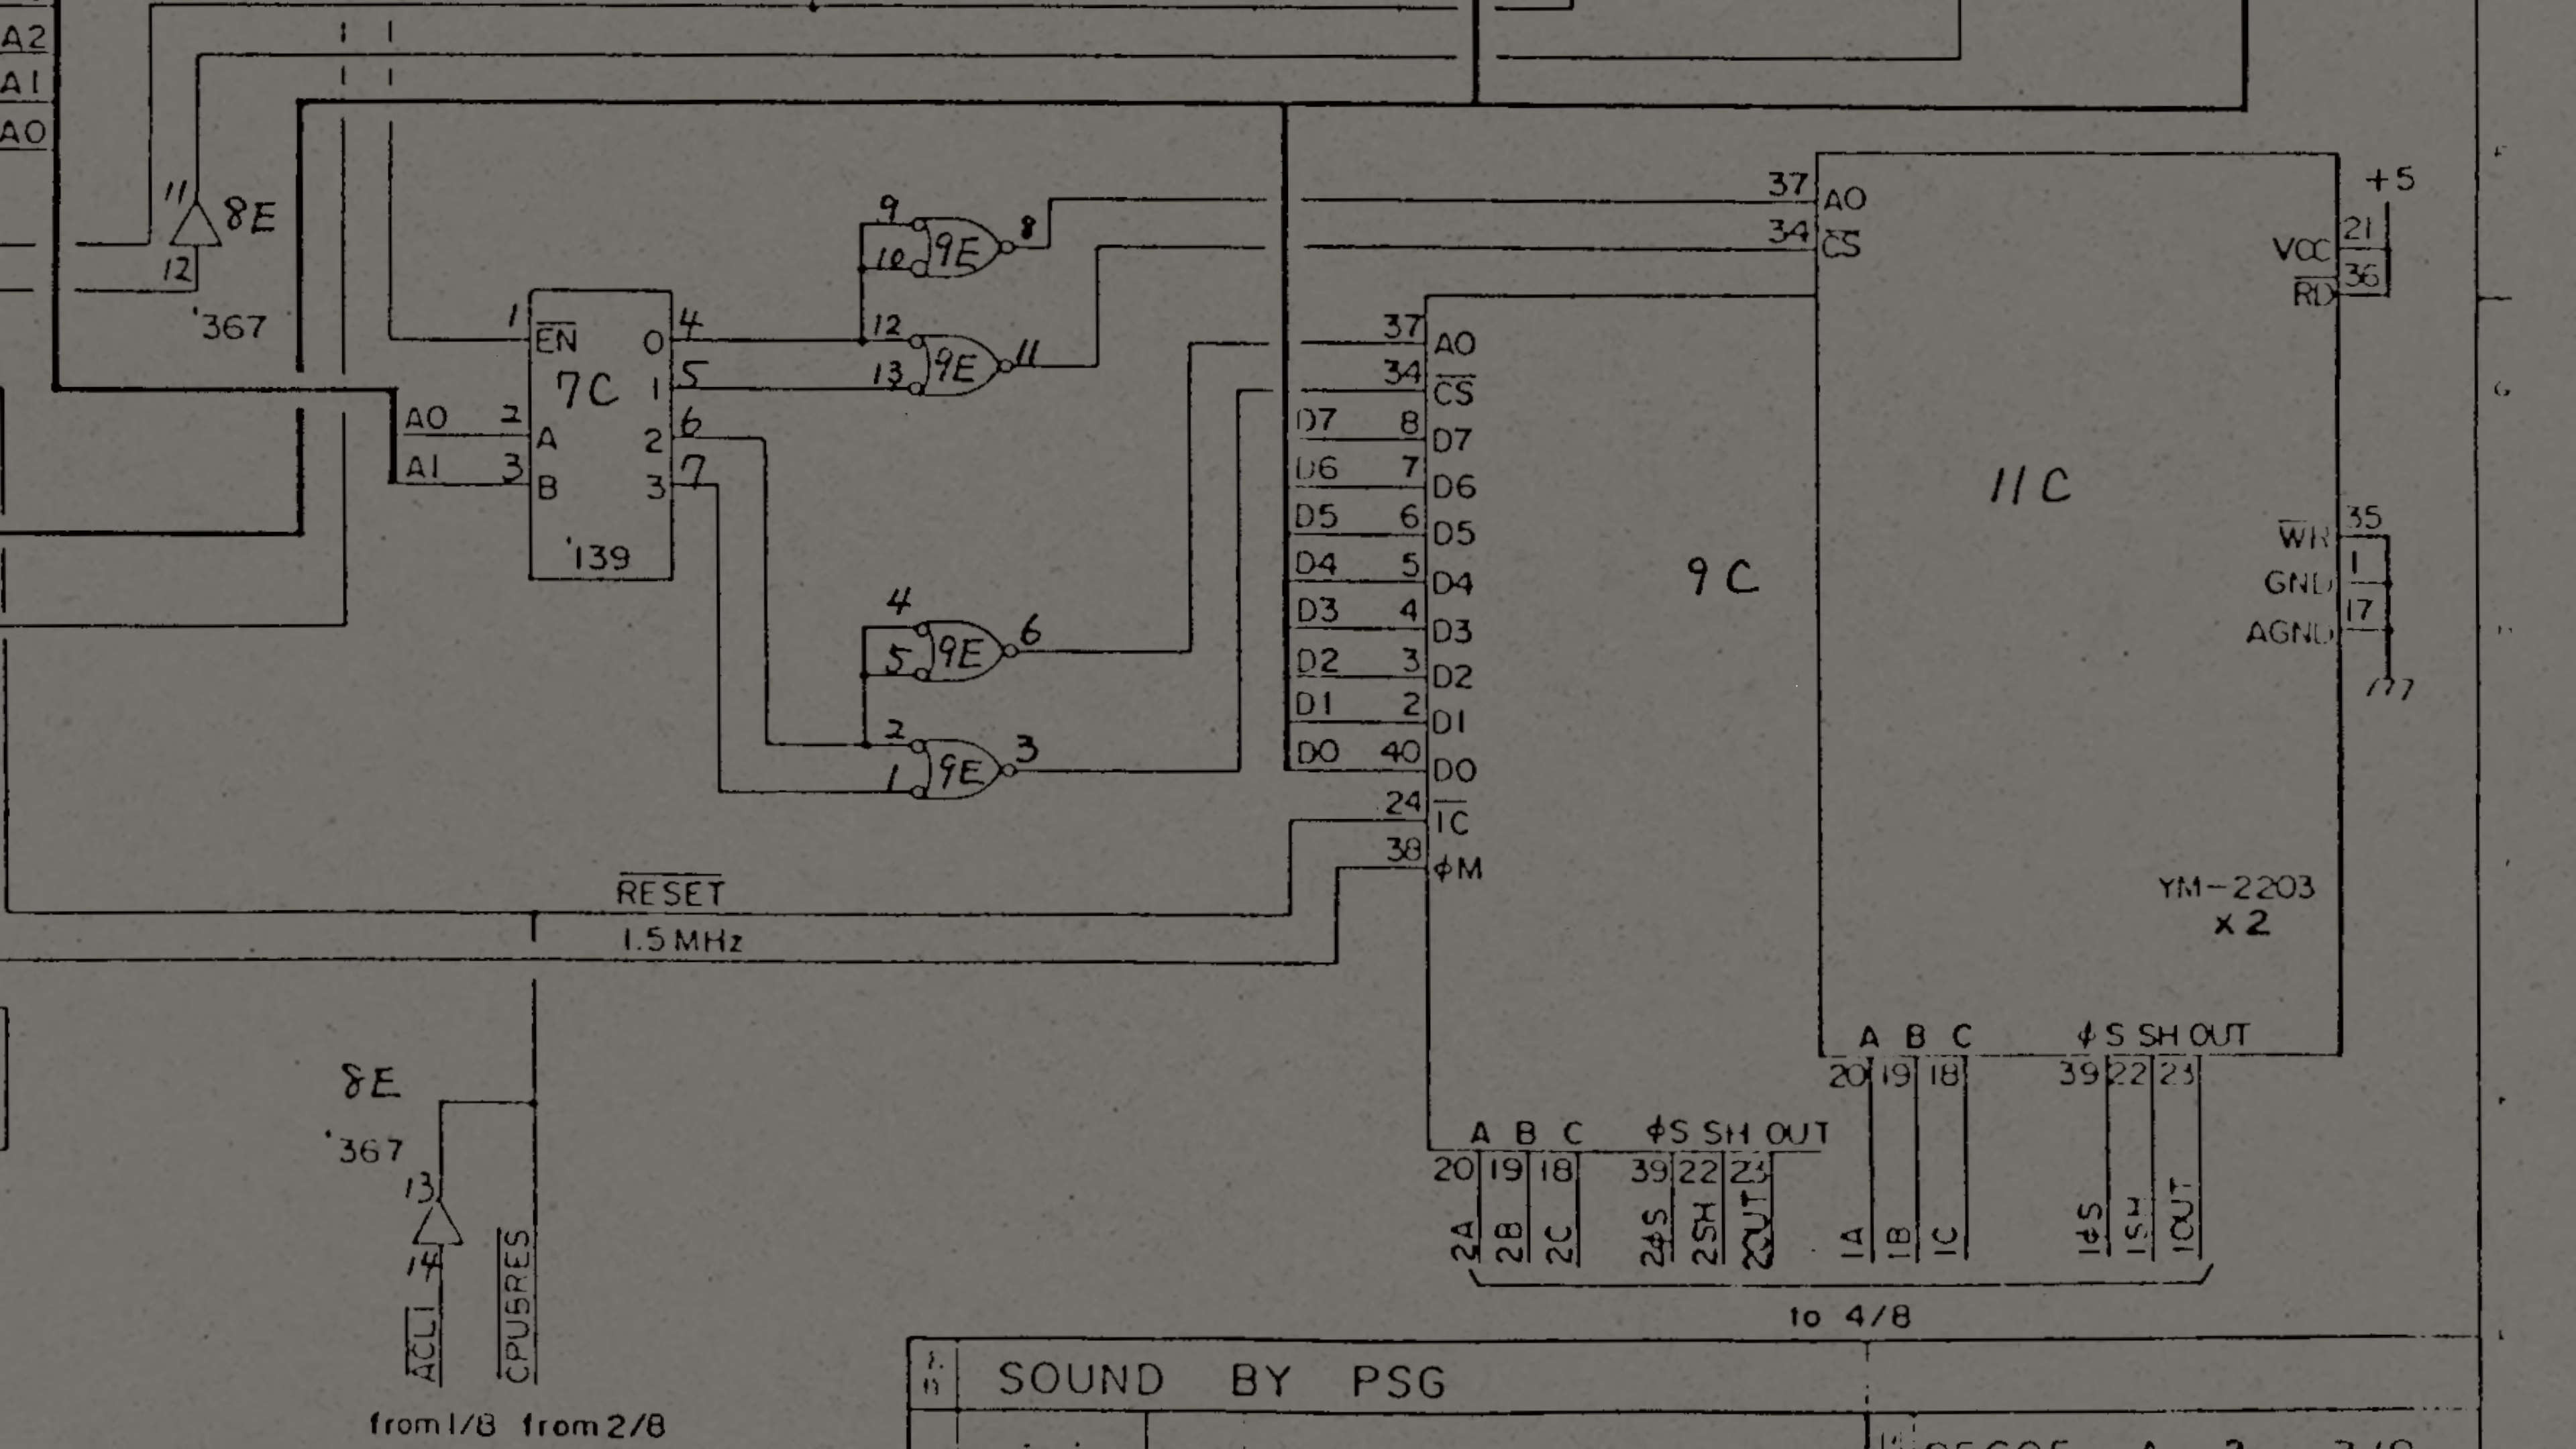 A2
A1
A0
11
8E
12
'367
1 EN 0 4
7C 1 5
A0 2 A 2 6
A1 3 B 3 7
'139
9
10 9E 8
12
13 9E 11
4
5 9E 6
2
1 9E 3
37 A0
34 CS
37 A0
34 CS
D7 8 D7
D6 7 D6
D5 6 D5
D4 5 D4
D3 4 D3
D2 3 D2
D1 2 D1
D0 40 D0
24 IC
38 φM
9C
11C
+5
VCC 21
RD 36
WR 35
GND 1
AGND 17
YM-2203
x2
RESET
1.5MHz
A B C φS SH OUT
20 19 18 39 22 23
1A 1B 1C 1φS 1SH 1OUT
A B C φS SH OUT
20 19 18 39 22 23
2A 2B 2C 2φS 2SH 2OUT
to 4/8
8E
'367
13
14
ACL1 CPUBRES
from 1/8 from 2/8
SOUND BY PSG